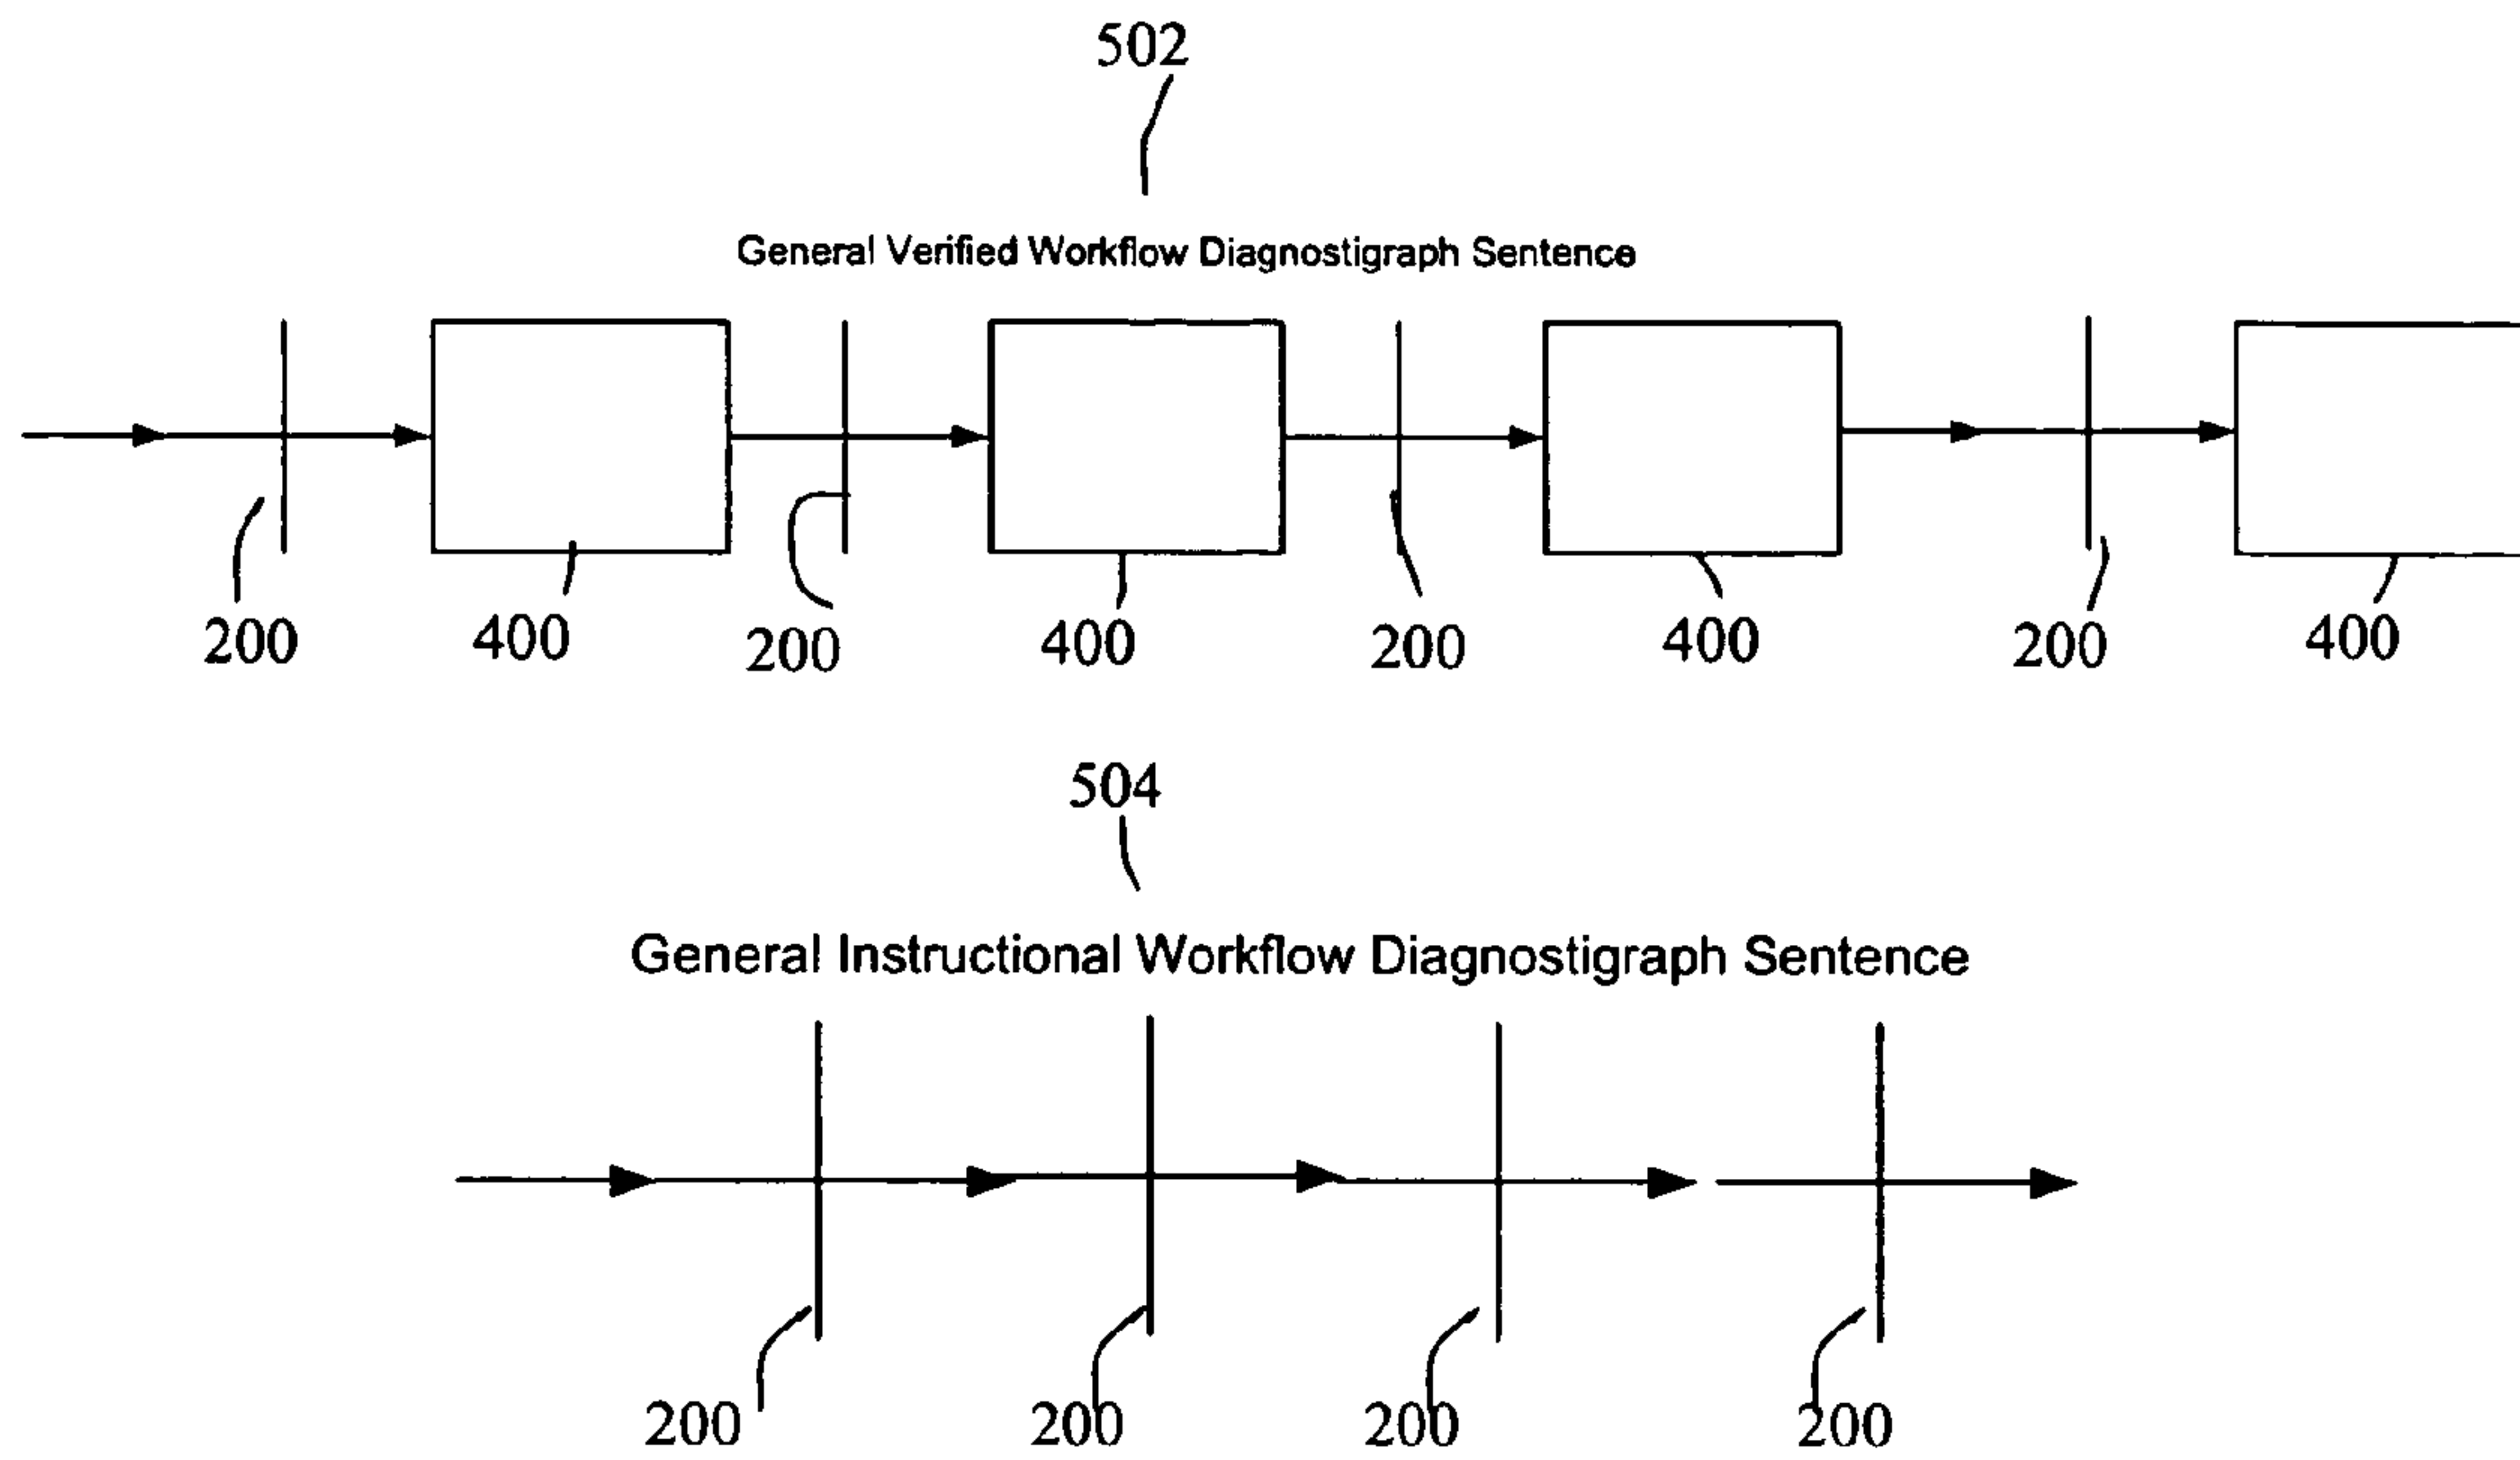 502
General Verified Workflow Diagnostigraph Sentence
200 400 200 400 200 400 200 400
504
General Instructional Workflow Diagnostigraph Sentence
200 200 200 200